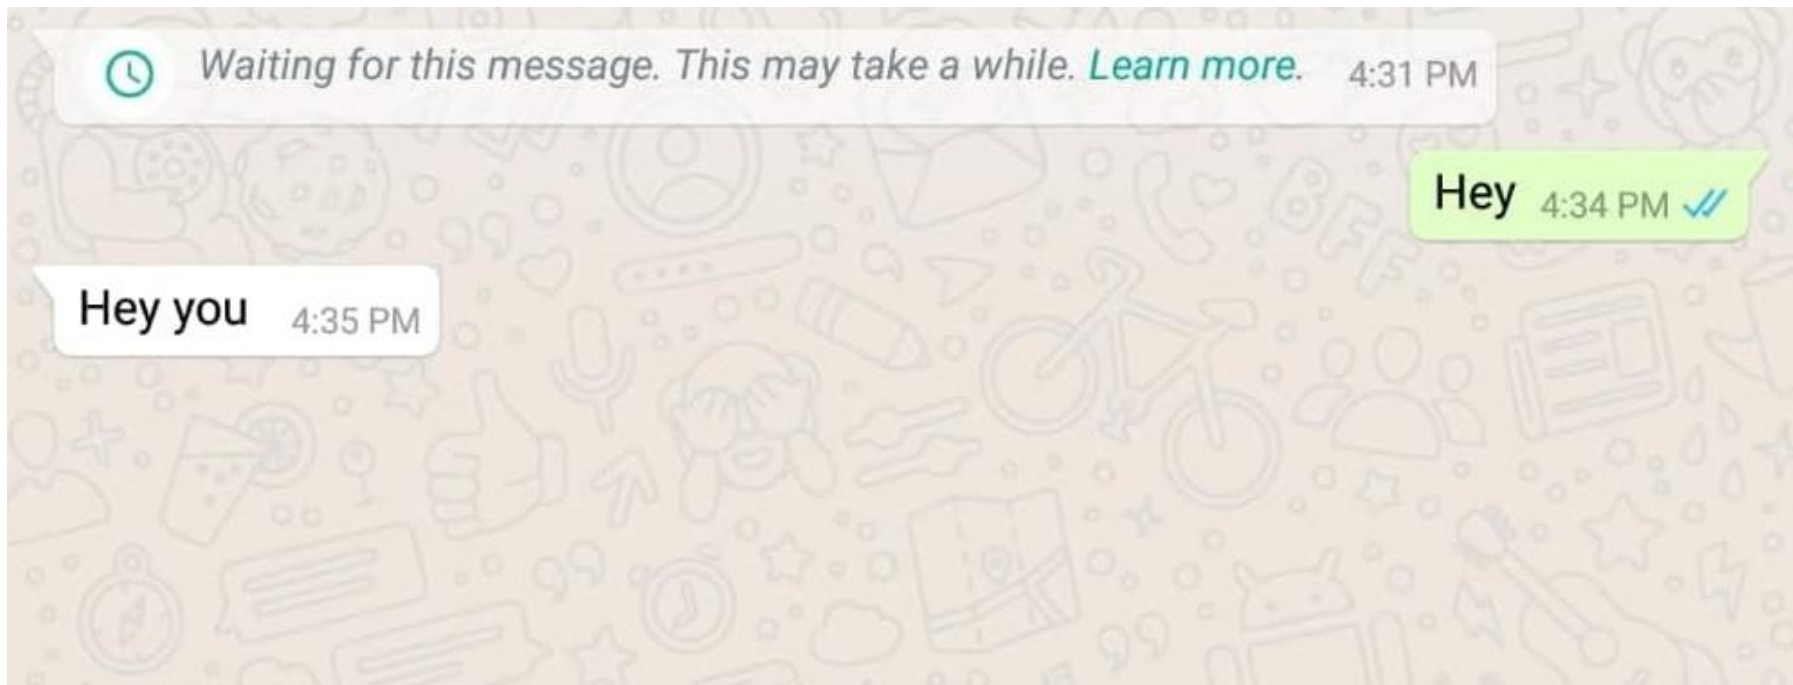 Waiting for this message. This may take a while. Learn more. 4:31 PM
Hey 4:34 PM
Hey you 4:35 PM
BFF